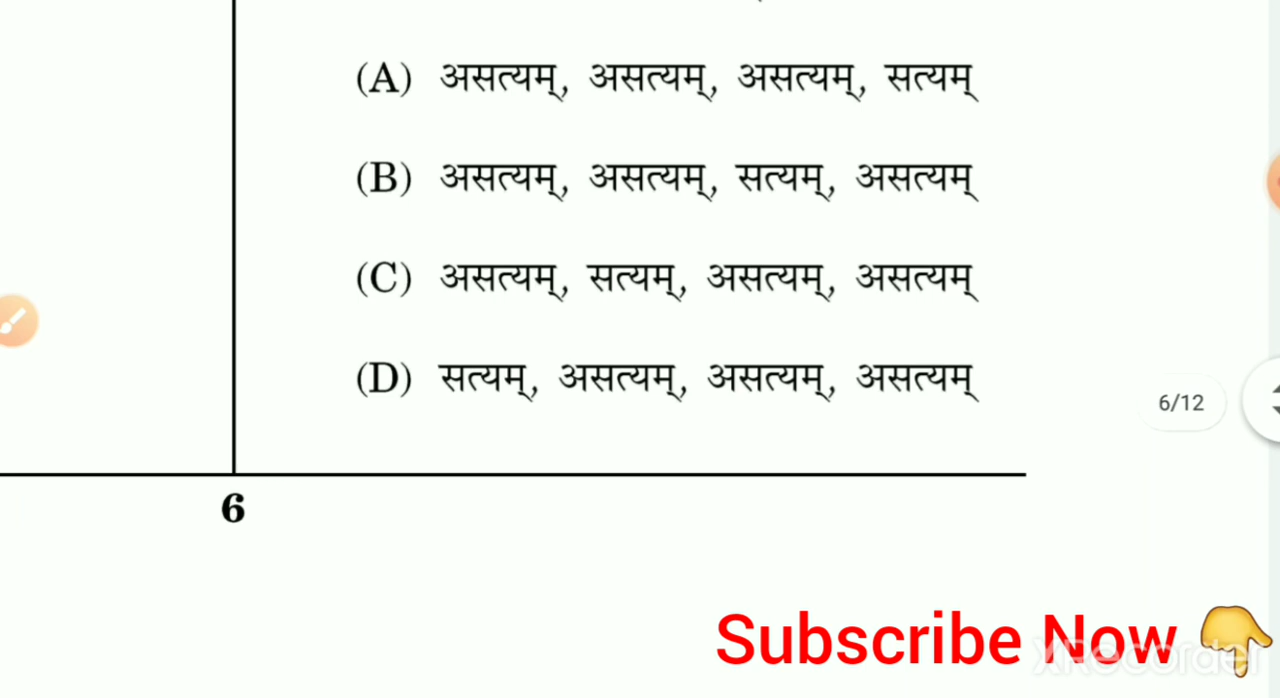 (A) असत्यम्, असत्यम्, असत्यम्, सत्यम्
(B) असत्यम्, असत्यम्, सत्यम्, असत्यम्
(C) असत्यम्, सत्यम्, असत्यम्, असत्यम्
(D) सत्यम्, असत्यम्, असत्यम्, असत्यम्
6/12
6
Subscribe Now
XRecorder